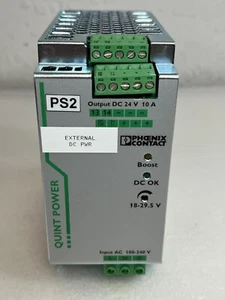 PS2
Output DC 24 V 10 A
13 14 − − + +
EXTERNAL
DC PWR
PHOENIX
CONTACT
Boost
DC OK
18-29.5 V
QUINT POWER
Input AC 100-240 V